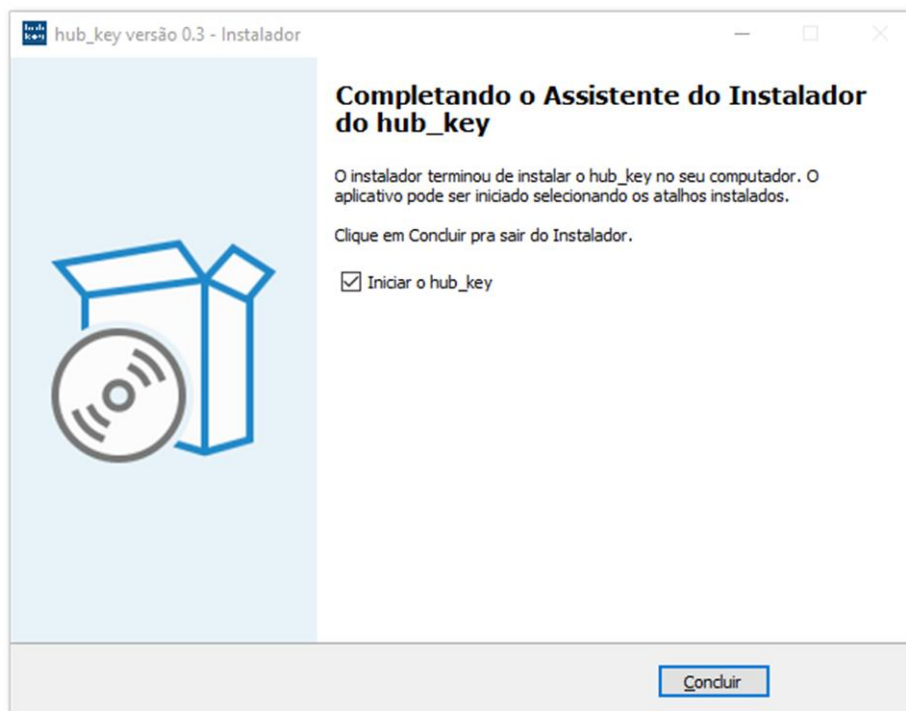 hub_key versão 0.3 - Instalador
Completando o Assistente do Instalador
do hub_key
O instalador terminou de instalar o hub_key no seu computador. O
aplicativo pode ser iniciado selecionando os atalhos instalados.
Clique em Concluir pra sair do Instalador.
Iniciar o hub_key
Concluir